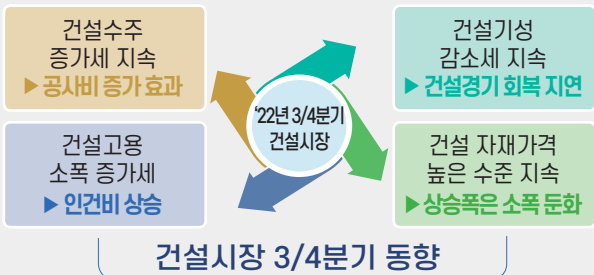 건설수주
증가세 지속
▶ 공사비 증가 효과
건설기성
감소세 지속
▶ 건설경기 회복 지연
'22년 3/4분기
건설시장
건설고용
소폭 증가세
▶ 인건비 상승
건설 자재가격
높은 수준 지속
▶ 상승폭은 소폭 둔화
건설시장 3/4분기 동향